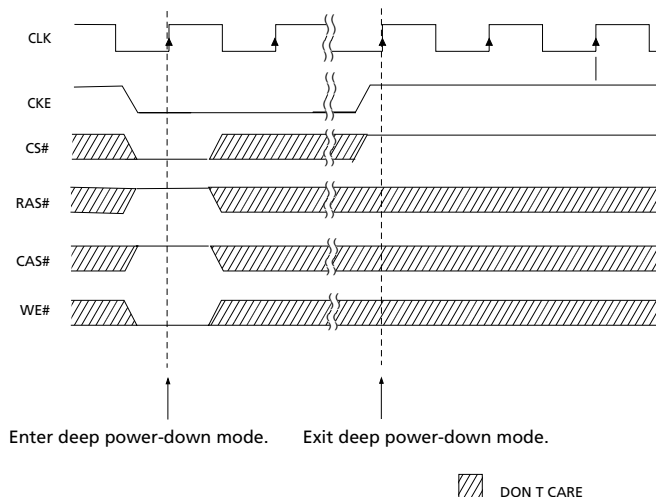 CLK
CKE
CS#
RAS#
CAS#
WE#
Enter deep power-down mode. Exit deep power-down mode.
DON T CARE